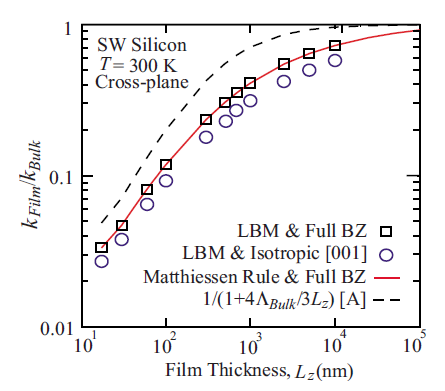 SW Silicon
T = 300 K
Cross-plane
1
0.1
0.01
k_Film/k_Bulk
LBM & Full BZ
LBM & Isotropic [001]
Matthiessen Rule & Full BZ
1/(1+4Λ_Bulk/3L_z) [A]
10^1 10^2 10^3 10^4 10^5
Film Thickness, L_z(nm)